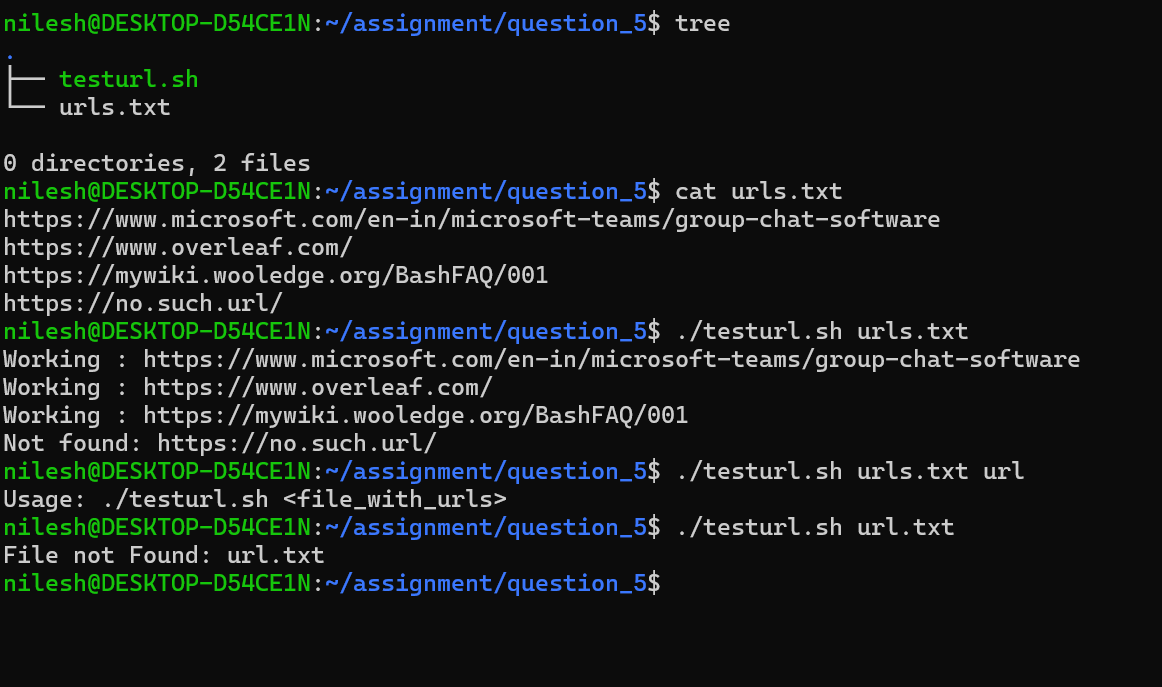 nilesh@DESKTOP-D54CE1N:~/assignment/question_5$ tree
.
├── testurl.sh
└── urls.txt
0 directories, 2 files
nilesh@DESKTOP-D54CE1N:~/assignment/question_5$ cat urls.txt
https://www.microsoft.com/en-in/microsoft-teams/group-chat-software
https://www.overleaf.com/
https://mywiki.wooledge.org/BashFAQ/001
https://no.such.url/
nilesh@DESKTOP-D54CE1N:~/assignment/question_5$ ./testurl.sh urls.txt
Working : https://www.microsoft.com/en-in/microsoft-teams/group-chat-software
Working : https://www.overleaf.com/
Working : https://mywiki.wooledge.org/BashFAQ/001
Not found: https://no.such.url/
nilesh@DESKTOP-D54CE1N:~/assignment/question_5$ ./testurl.sh urls.txt url
Usage: ./testurl.sh <file_with_urls>
nilesh@DESKTOP-D54CE1N:~/assignment/question_5$ ./testurl.sh url.txt
File not Found: url.txt
nilesh@DESKTOP-D54CE1N:~/assignment/question_5$